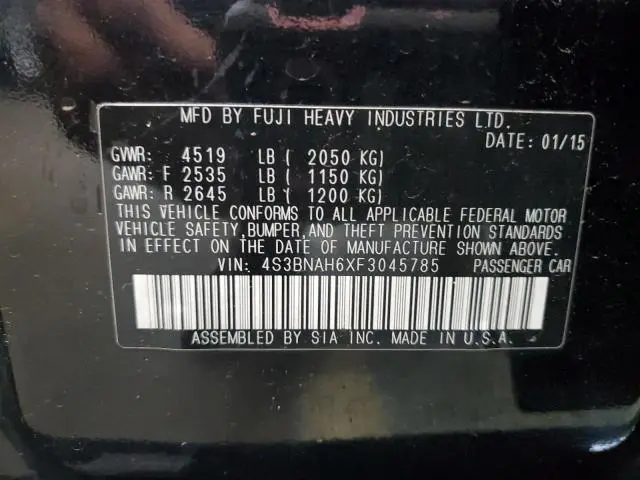 MFD BY FUJI HEAVY INDUSTRIES LTD.
DATE: 01/15
GVWR: 4519 LB ( 2050 KG)
GAWR: F 2535 LB ( 1150 KG)
GAWR: R 2645 LB ( 1200 KG)
THIS VEHICLE CONFORMS TO ALL APPLICABLE FEDERAL MOTOR
VEHICLE SAFETY,BUMPER,AND THEFT PREVENTION STANDARDS
IN EFFECT ON THE DATE OF MANUFACTURE SHOWN ABOVE.
VIN: 4S3BNAH6XF3045785 PASSENGER CAR
ASSEMBLED BY SIA INC. MADE IN U.S.A.